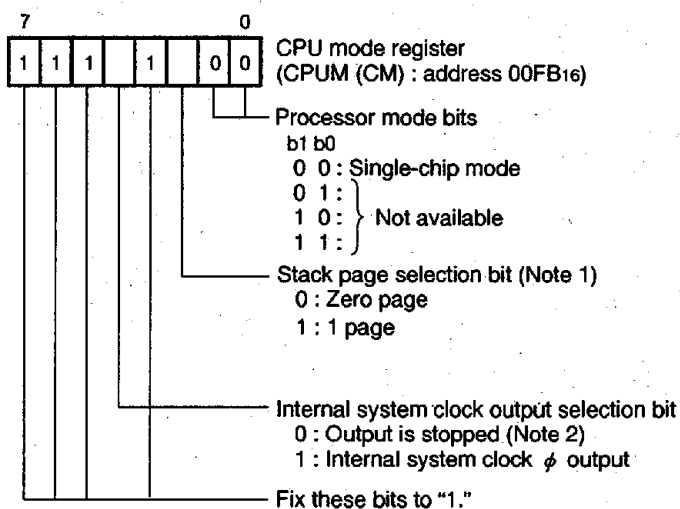 7 0
1 1 1 1 0 0
CPU mode register
(CPUM (CM) : address 00FB16)
Processor mode bits
b1 b0
0 0 : Single-chip mode
0 1 :
1 0 : Not available
1 1 :
Stack page selection bit (Note 1)
0 : Zero page
1 : 1 page
Internal system clock output selection bit
0 : Output is stopped (Note 2)
1 : Internal system clock ϕ output
Fix these bits to “1.”